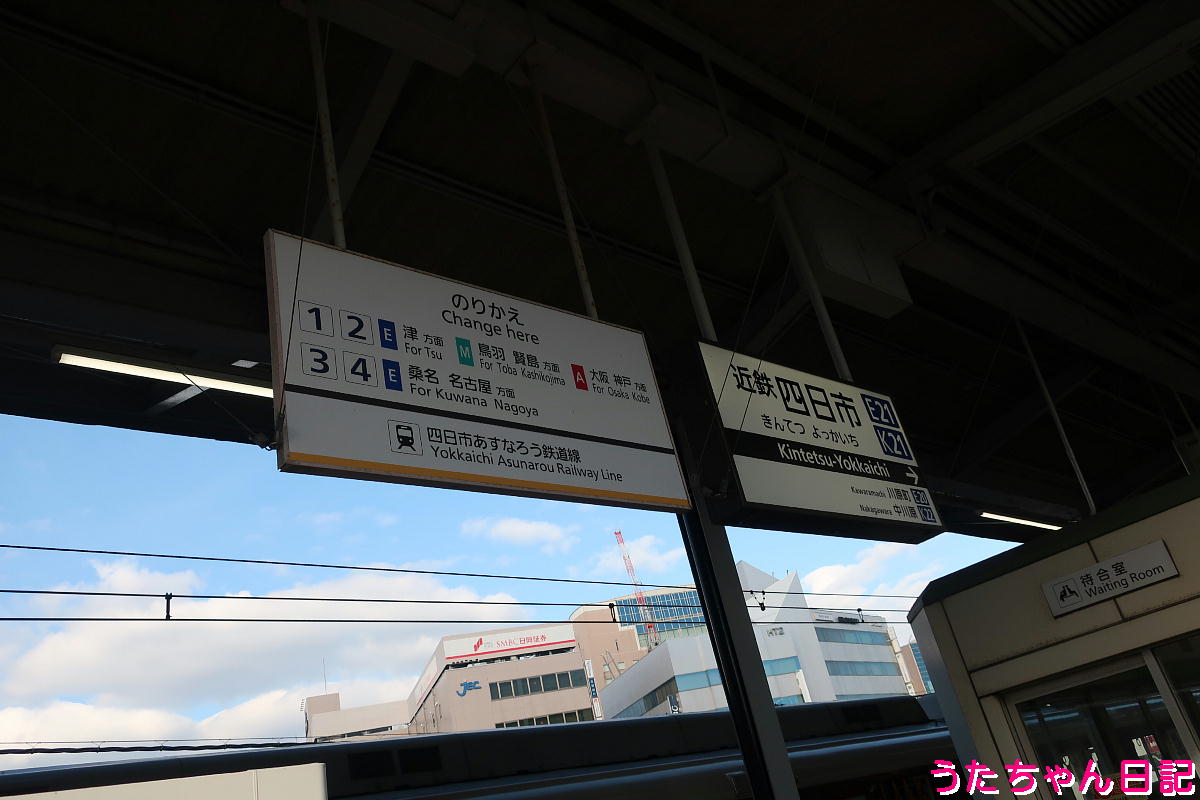 のりかえ
Change here
1 2 E 津 方面 M 鳥羽 賢島 方面 A 大阪 神戸 方面
For Tsu For Toba Kashikojima For Osaka Kobe
3 4 E 桑名 名古屋 方面
For Kuwana Nagoya
四日市あすなろう鉄道線
Yokkaichi Asunarou Railway Line
近鉄四日市 E21
きんてつ よっかいち K21
Kintetsu-Yokkaichi
Kawaramachi 川原町 E20
Nakagawara 中川原 K22
待合室
Waiting Room
SMBC日興証券
JEC
うたちゃん日記